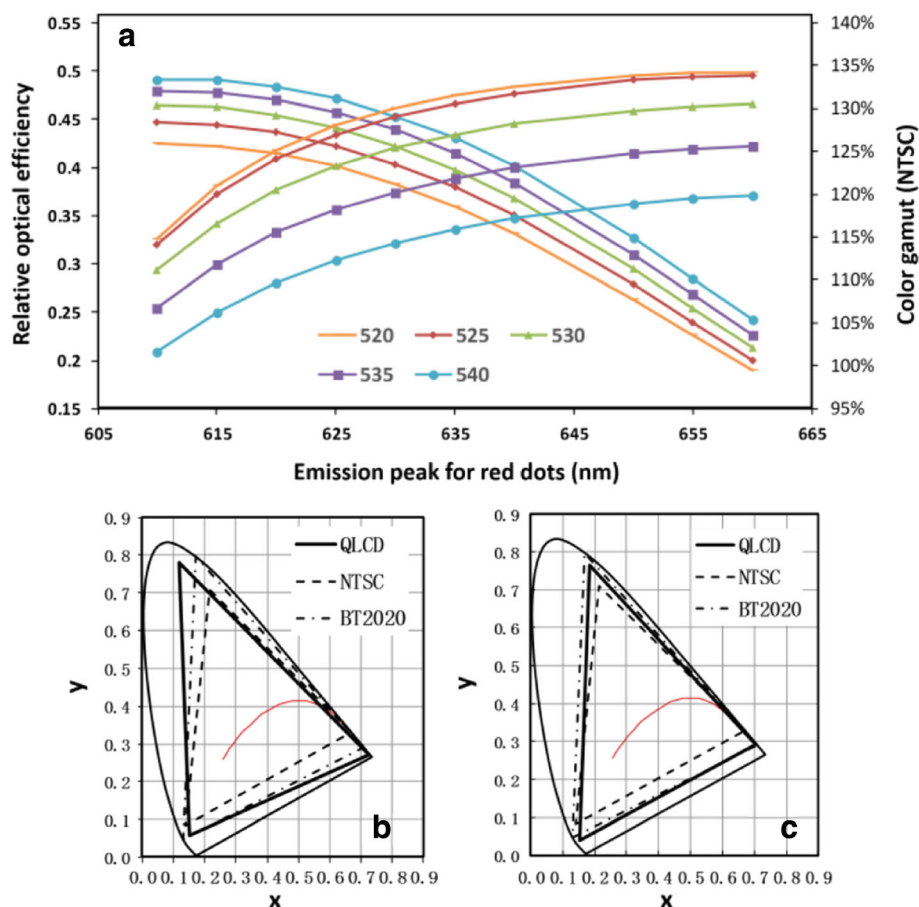 a
Relative optical efficiency
0.55
0.5
0.45
0.4
0.35
0.3
0.25
0.2
0.15
140%
135%
130%
125%
120%
115%
110%
105%
100%
95%
Color gamut (NTSC)
520 525 530
535 540
605 615 625 635 645 655 665
Emission peak for red dots (nm)
y
0.9
0.8
0.7
0.6
0.5
0.4
0.3
0.2
0.1
0.0
QLCD
NTSC
BT2020
b
0.0 0.1 0.2 0.3 0.4 0.5 0.6 0.7 0.8 0.9
x
y
0.9
0.8
0.7
0.6
0.5
0.4
0.3
0.2
0.1
0.0
QLCD
NTSC
BT2020
c
0.0 0.1 0.2 0.3 0.4 0.5 0.6 0.7 0.8 0.9
x